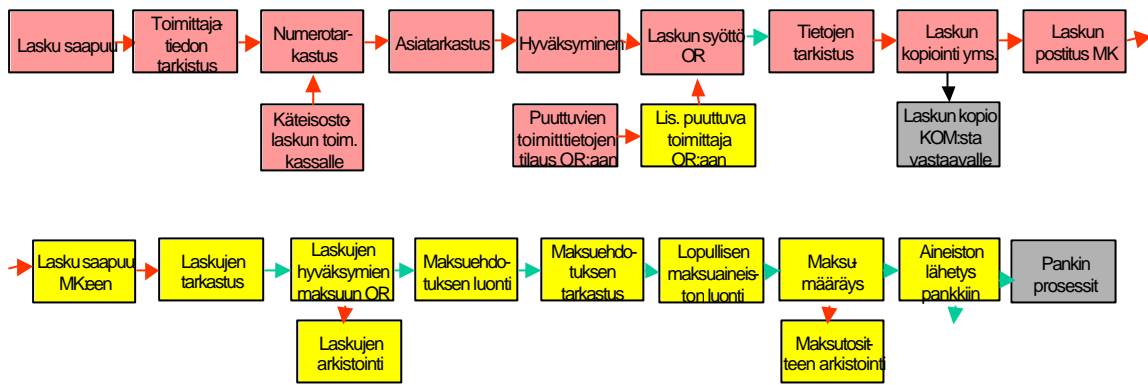 Lasku saapuu
Toimittaja-
tiedon
tarkistus
Numerotar-
kastus
Asiatarkastus
Hyväksyminen
Laskun syöttö
OR
Tietojen
tarkistus
Laskun
kopiointi yms.
Laskun
postitus MK
Käteisosto-
laskun toim.
kassalle
Puuttuvien
toimitttietojen
tilaus OR:aan
Lis. puuttuva
toimittaja
OR:aan
Laskun kopio
KOM:sta
vastaavalle
Lasku saapuu
MK:een
Laskujen
tarkastus
Laskujen
hyväksymien
maksuun OR
Maksuehdo-
tuksen luonti
Maksuehdo-
tuksen
tarkastus
Lopullisen
maksuaineis-
ton luonti
Maksu-
määräys
Aineiston
lähetys
pankkiin
Pankin
prosessit
Laskujen
arkistointi
Maksutosit-
teen arkistointi